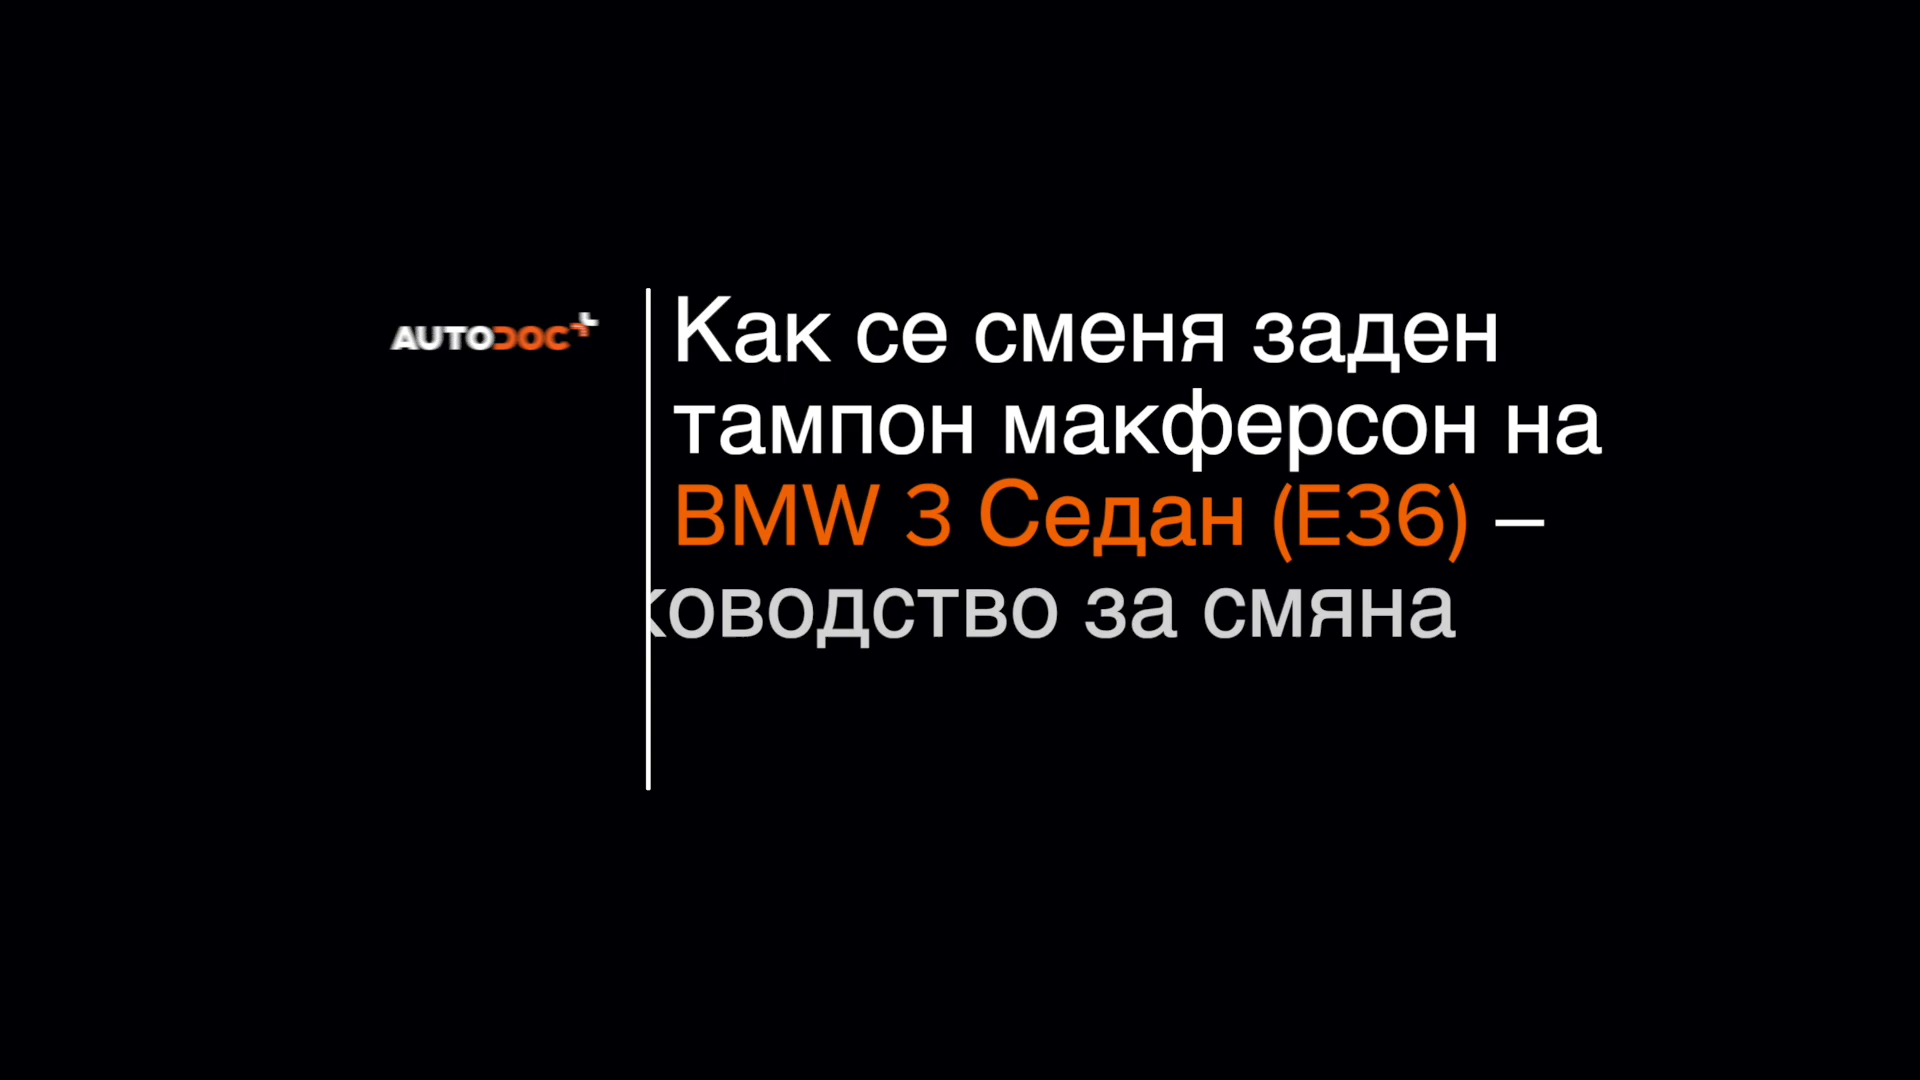 AUTODOC
Как се сменя заден
тампон макферсон на
BMW 3 Седан (E36) –
ководство за смяна